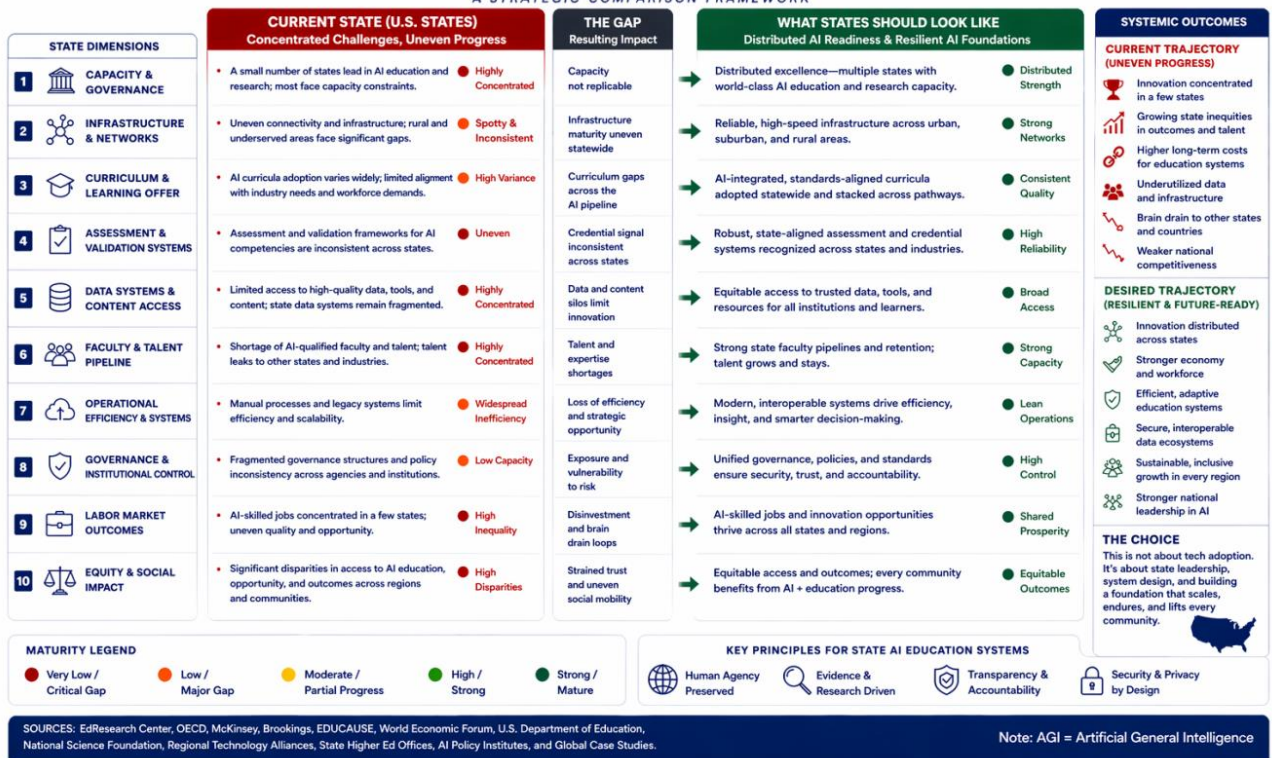 A STRATEGIC COMPARISON FRAMEWORK
STATE DIMENSIONS
CURRENT STATE (U.S. STATES)
Concentrated Challenges, Uneven Progress
THE GAP
Resulting Impact
WHAT STATES SHOULD LOOK LIKE
Distributed AI Readiness & Resilient AI Foundations
1
CAPACITY &
GOVERNANCE
• A small number of states lead in AI education and
research; most face capacity constraints.
Highly
Concentrated
Capacity
not replicable
Distributed excellence—multiple states with
world-class AI education and research capacity.
Distributed
Strength
2
INFRASTRUCTURE
& NETWORKS
• Uneven connectivity and infrastructure; rural and
underserved areas face significant gaps.
Spotty &
Inconsistent
Infrastructure
maturity uneven
statewide
Reliable, high-speed infrastructure across urban,
suburban, and rural areas.
Strong
Networks
3
CURRICULUM &
LEARNING OFFER
• AI curricula adoption varies widely; limited alignment
with industry needs and workforce demands.
High Variance
Curriculum gaps
across the
AI pipeline
AI-integrated, standards-aligned curricula
adopted statewide and stacked across pathways.
Consistent
Quality
4
ASSESSMENT &
VALIDATION SYSTEMS
• Assessment and validation frameworks for AI
competencies are inconsistent across states.
Uneven
Credential signal
inconsistent
across states
Robust, state-aligned assessment and credential
systems recognized across states and industries.
High
Reliability
5
DATA SYSTEMS &
CONTENT ACCESS
• Limited access to high-quality data, tools, and
content; state data systems remain fragmented.
Highly
Concentrated
Data and content
silos limit
innovation
Equitable access to trusted data, tools, and
resources for all institutions and learners.
Broad
Access
6
FACULTY & TALENT
PIPELINE
• Shortage of AI-qualified faculty and talent; talent
leaks to other states and industries.
Highly
Concentrated
Talent and
expertise
shortages
Strong state faculty pipelines and retention;
talent grows and stays.
Strong
Capacity
7
OPERATIONAL
EFFICIENCY & SYSTEMS
• Manual processes and legacy systems limit
efficiency and scalability.
Widespread
Inefficiency
Loss of efficiency
and strategic
opportunity
Modern, interoperable systems drive efficiency,
insight, and smarter decision-making.
Lean
Operations
8
GOVERNANCE &
INSTITUTIONAL CONTROL
• Fragmented governance structures and policy
inconsistency across agencies and institutions.
Low Capacity
Exposure and
vulnerability
to risk
Unified governance, policies, and standards
ensure security, trust, and accountability.
High
Control
9
LABOR MARKET
OUTCOMES
• AI-skilled jobs concentrated in a few states;
uneven quality and opportunity.
High
Inequality
Disinvestment
and brain
drain loops
AI-skilled jobs and innovation opportunities
thrive across all states and regions.
Shared
Prosperity
10
EQUITY & SOCIAL
IMPACT
• Significant disparities in access to AI education,
opportunity, and outcomes across regions
and communities.
High
Disparities
Strained trust
and uneven
social mobility
Equitable access and outcomes; every community
benefits from AI + education progress.
Equitable
Outcomes
SYSTEMIC OUTCOMES
CURRENT TRAJECTORY
(UNEVEN PROGRESS)
Innovation concentrated
in a few states
Growing state inequities
in outcomes and talent
Higher long-term costs
for education systems
Underutilized data
and infrastructure
Brain drain to other states
and countries
Weaker national
competitiveness
DESIRED TRAJECTORY
(RESILIENT & FUTURE-READY)
Innovation distributed
across states
Stronger economy
and workforce
Efficient, adaptive
education systems
Secure, interoperable
data ecosystems
Sustainable, inclusive
growth in every region
Stronger national
leadership in AI
THE CHOICE
This is not about tech adoption.
It's about state leadership,
system design, and building
a foundation that scales,
endures, and lifts every
community.
MATURITY LEGEND
Very Low /
Critical Gap
Low /
Major Gap
Moderate /
Partial Progress
High /
Strong
Strong /
Mature
KEY PRINCIPLES FOR STATE AI EDUCATION SYSTEMS
Human Agency
Preserved
Evidence &
Research Driven
Transparency &
Accountability
Security & Privacy
by Design
SOURCES: EdResearch Center, OECD, McKinsey, Brookings, EDUCAUSE, World Economic Forum, U.S. Department of Education,
National Science Foundation, Regional Technology Alliances, State Higher Ed Offices, AI Policy Institutes, and Global Case Studies.
Note: AGI = Artificial General Intelligence